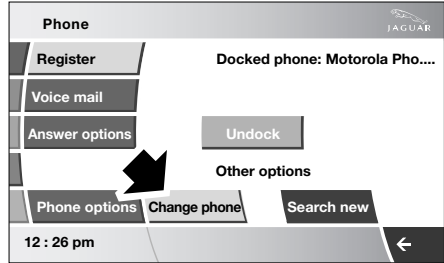 Phone
JAGUAR
Register
Docked phone: Motorola Pho....
Voice mail
Answer options
Undock
Other options
Phone options
Change phone
Search new
12 : 26 pm